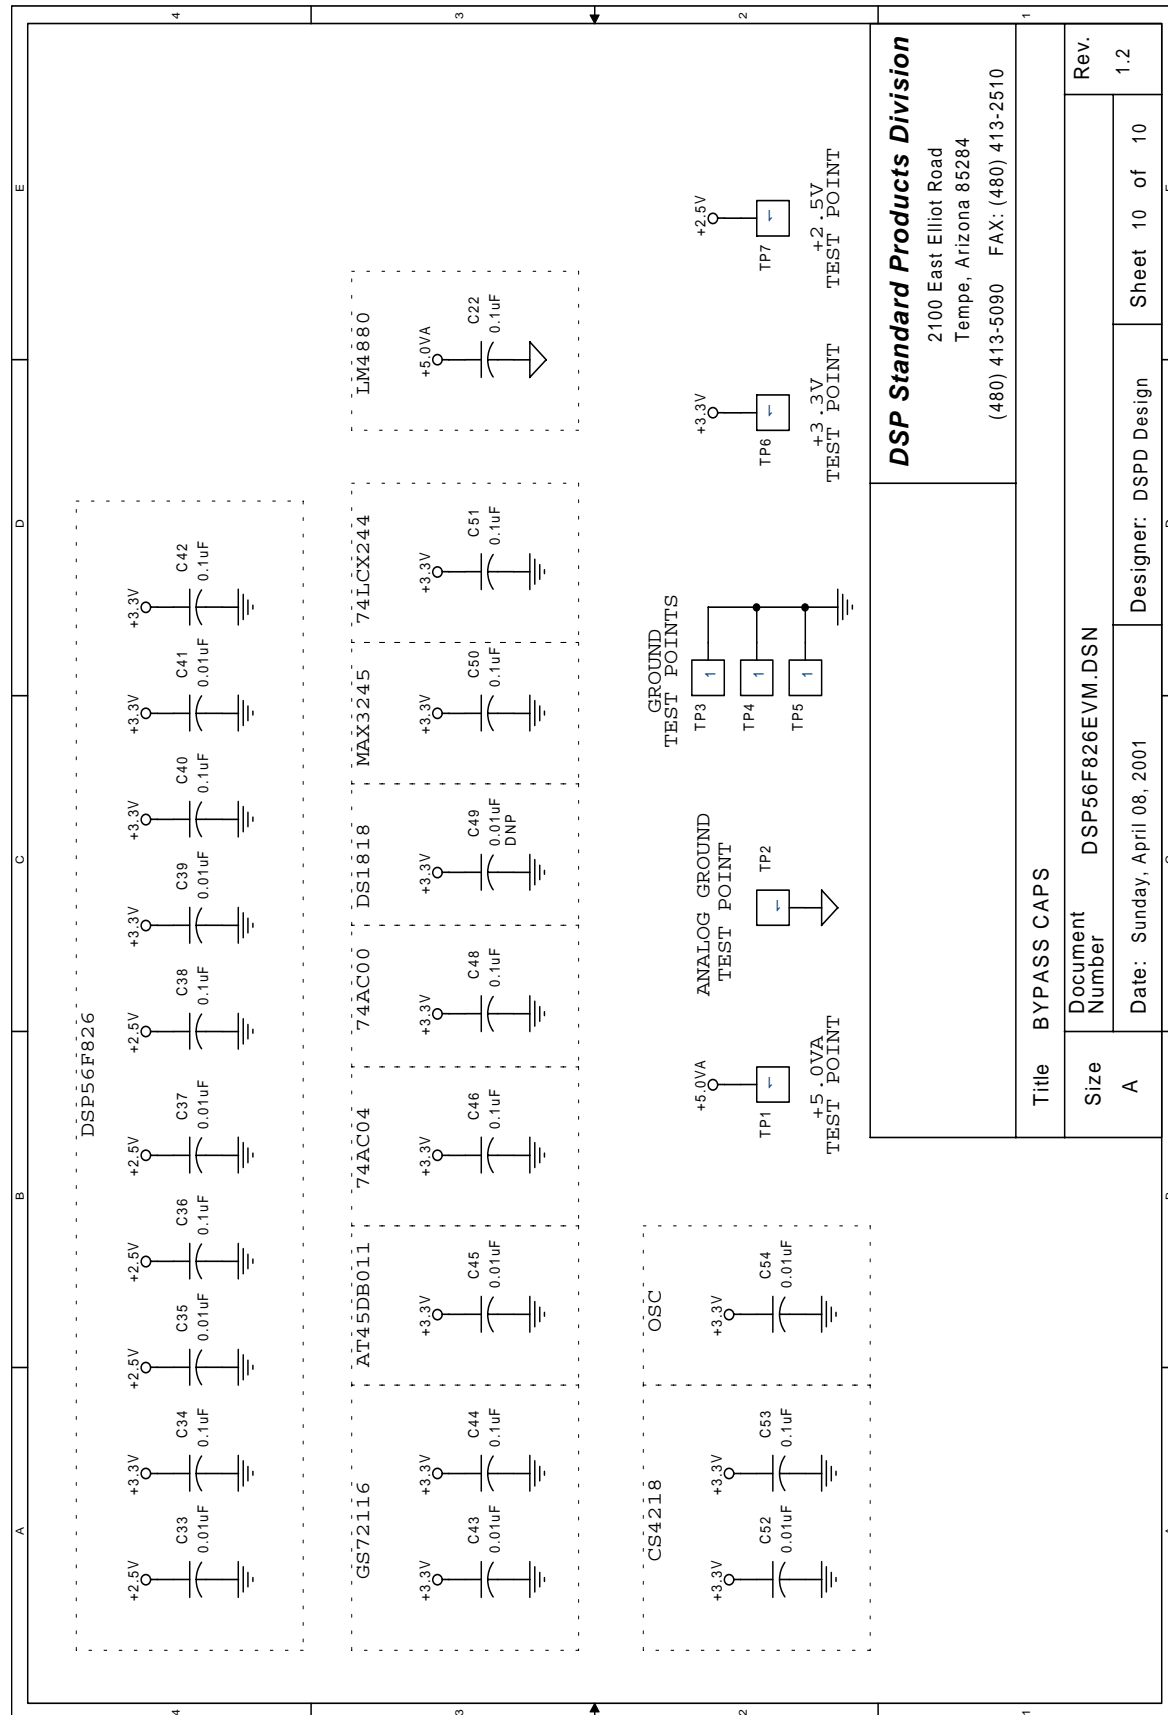 A
B
C
D
E
4
3
2
1
DSP56F826
+2.5V
C33
0.01uF
+3.3V
C34
0.1uF
+2.5V
C35
0.01uF
+2.5V
C36
0.1uF
+2.5V
C37
0.01uF
+2.5V
C38
0.1uF
+3.3V
C39
0.01uF
+3.3V
C40
0.1uF
+3.3V
C41
0.01uF
+3.3V
C42
0.1uF
GS72116
+3.3V
C43
0.01uF
+3.3V
C44
0.1uF
AT45DB011
+3.3V
C45
0.01uF
74AC04
+3.3V
C46
0.1uF
74AC00
+3.3V
C48
0.1uF
DS1818
+3.3V
C49
0.01uF
DNP
MAX3245
+3.3V
C50
0.1uF
74LCX244
+3.3V
C51
0.1uF
LM4880
+5.0VA
C22
0.1uF
CS4218
+3.3V
C52
0.01uF
+3.3V
C53
0.1uF
OSC
+3.3V
C54
0.01uF
+5.0VA
TP1
1
+5.0VA
TEST POINT
ANALOG GROUND
TEST POINT
TP2
1
GROUND
TEST POINTS
TP3
1
TP4
1
TP5
1
+3.3V
TP6
1
+3.3V
TEST POINT
+2.5V
TP7
1
+2.5V
TEST POINT
DSP Standard Products Division
2100 East Elliot Road
Tempe, Arizona 85284
(480) 413-5090 FAX: (480) 413-2510
Title BYPASS CAPS
Size
A
Document
Number
DSP56F826EVM.DSN
Rev.
1.2
Date: Sunday, April 08, 2001
Designer: DSPD Design
Sheet 10 of 10
4
3
2
1